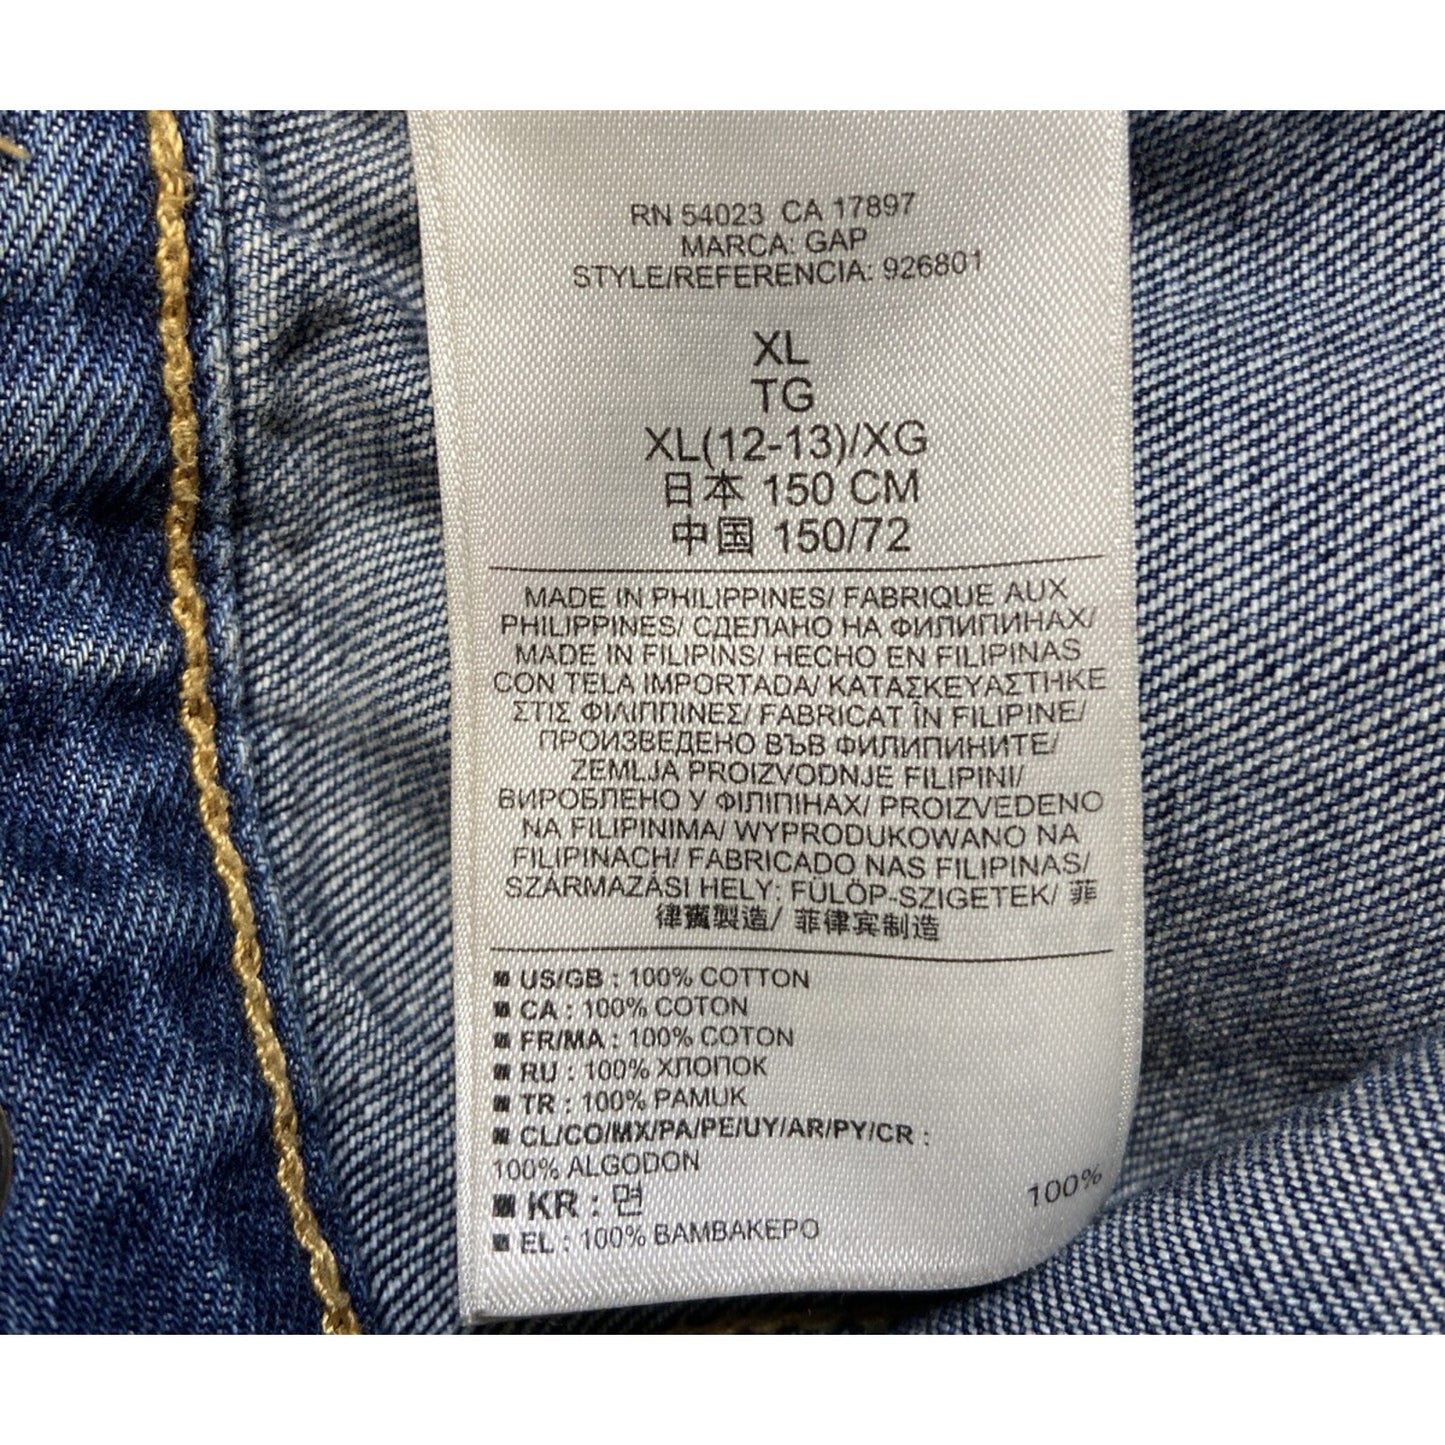 RN 54023 CA 17897
MARCA: GAP
STYLE/REFERENCIA: 926801
XL
TG
XL(12-13)/XG
日本 150 CM
中国 150/72
MADE IN PHILIPPINES/ FABRIQUE AUX
PHILIPPINES/ СДЕЛАНО НА ФИЛИПИНАХ/
MADE IN FILIPINS/ HECHO EN FILIPINAS
CON TELA IMPORTADA/ ΚΑΤΑΣΚΕΥΑΣΤΗΚΕ
ΣΤΙΣ ΦΙΛΙΠΠΙΝΕΣ/ FABRICAT ÎN FILIPINE/
ПРОИЗВЕДЕНО ВЪВ ФИЛИПИНИТЕ/
ZEMLJA PROIZVODNJE FILIPINI/
ВИРОБЛЕНО У ФІЛІПІНАХ/ PROIZVEDENO
NA FILIPINIMA/ WYPRODUKOWANO NA
FILIPINACH/ FABRICADO NAS FILIPINAS/
SZÁRMAZÁSI HELY: FÜLÖP-SZIGETEK/ 菲
律賓製造/ 菲律宾制造
■ US/GB : 100% COTTON
■ CA : 100% COTON
■ FR/MA : 100% COTON
■ RU : 100% ХЛОПОК
■ TR : 100% PAMUK
■ CL/CO/MX/PA/PE/UY/AR/PY/CR :
100% ALGODON
■ KR : 면 100%
■ EL : 100% ΒΑΜΒΑΚΕΡΟ